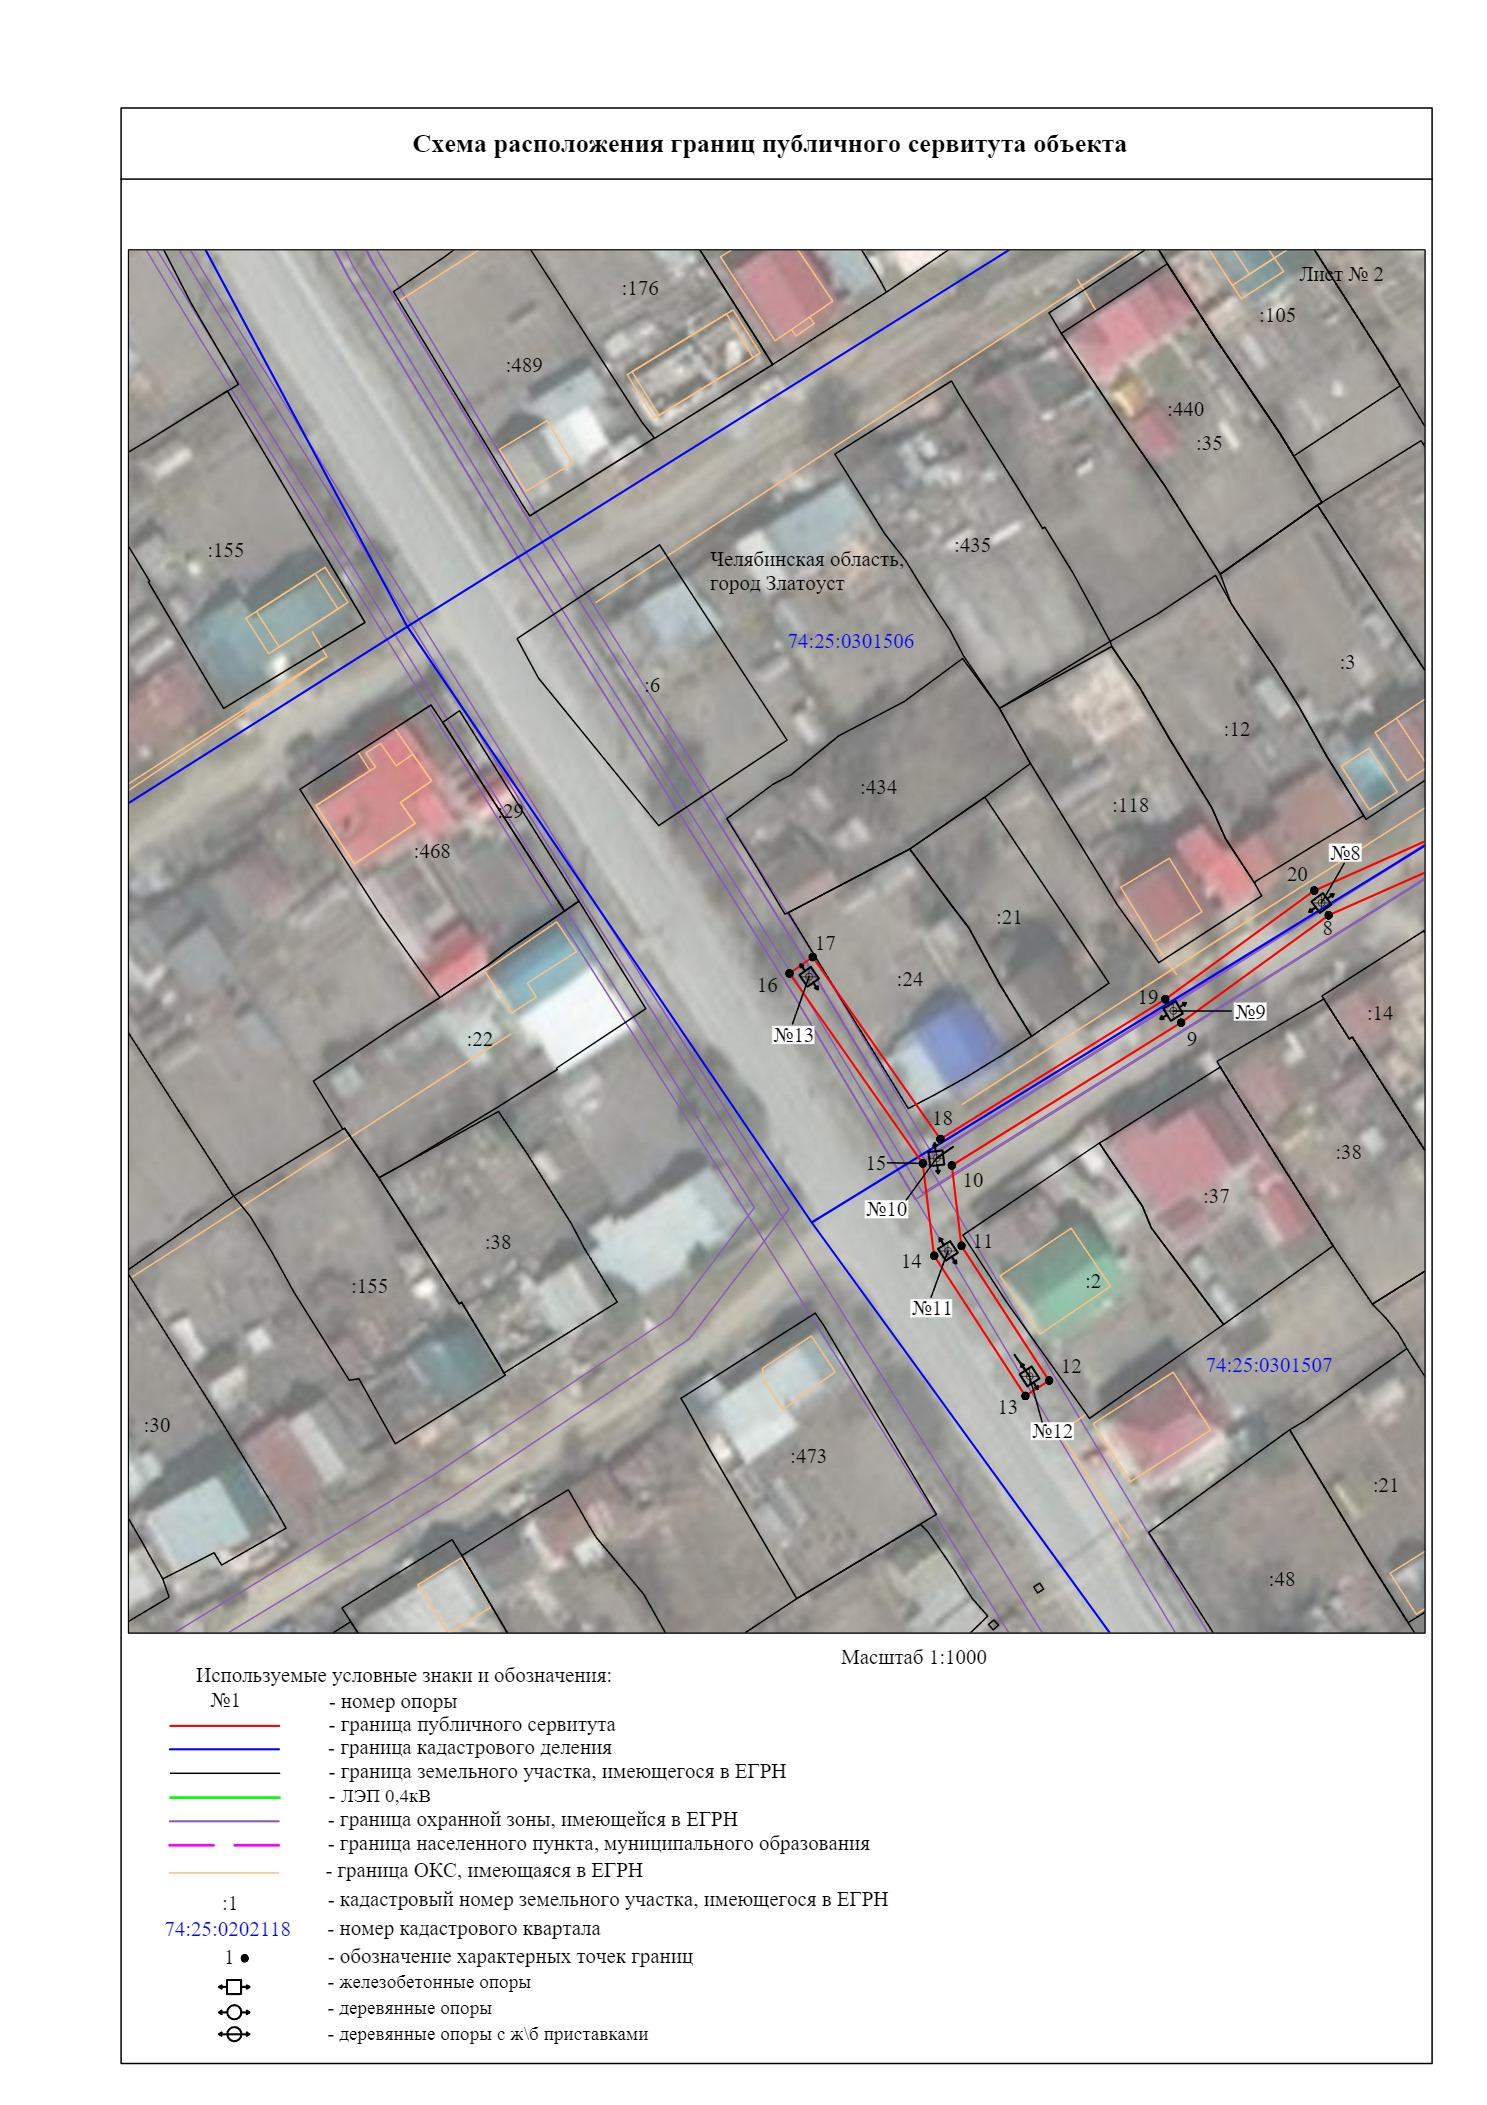 Схема расположения границ публичного сервитута объекта
Лист № 2
:176
:105
:489
:440
:35
:155
:435
Челябинская область,
город Златоуст
74:25:0301506
:3
:6
:12
:434
:118
:29
:468
№8
20
:21
8
17
:24
16
19
№9
:14
№13
9
:22
18
:38
15
10
:37
№10
:38
11
14
:2
:155
№11
12
74:25:0301507
13
:30
№12
:473
:21
:48
Масштаб 1:1000
Используемые условные знаки и обозначения:
№1 - номер опоры
- граница публичного сервитута
- граница кадастрового деления
- граница земельного участка, имеющегося в ЕГРН
- ЛЭП 0,4кВ
- граница охранной зоны, имеющейся в ЕГРН
- граница населенного пункта, муниципального образования
- граница ОКС, имеющаяся в ЕГРН
:1 - кадастровый номер земельного участка, имеющегося в ЕГРН
74:25:0202118 - номер кадастрового квартала
1 - обозначение характерных точек границ
- железобетонные опоры
- деревянные опоры
- деревянные опоры с ж\б приставками